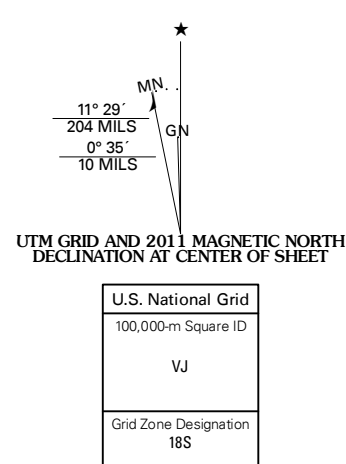 ★
MN
11° 29´
204 MILS
GN
0° 35´
10 MILS
UTM GRID AND 2011 MAGNETIC NORTH
DECLINATION AT CENTER OF SHEET
U.S. National Grid
100,000-m Square ID
VJ
Grid Zone Designation
18S